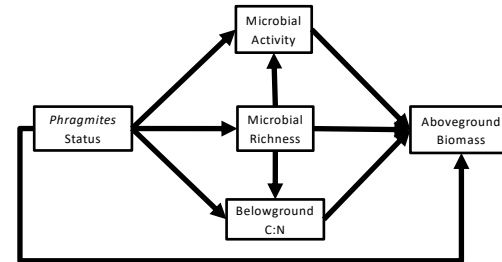 Microbial
Activity
Phragmites
Status
Microbial
Richness
Aboveground
Biomass
Belowground
C:N